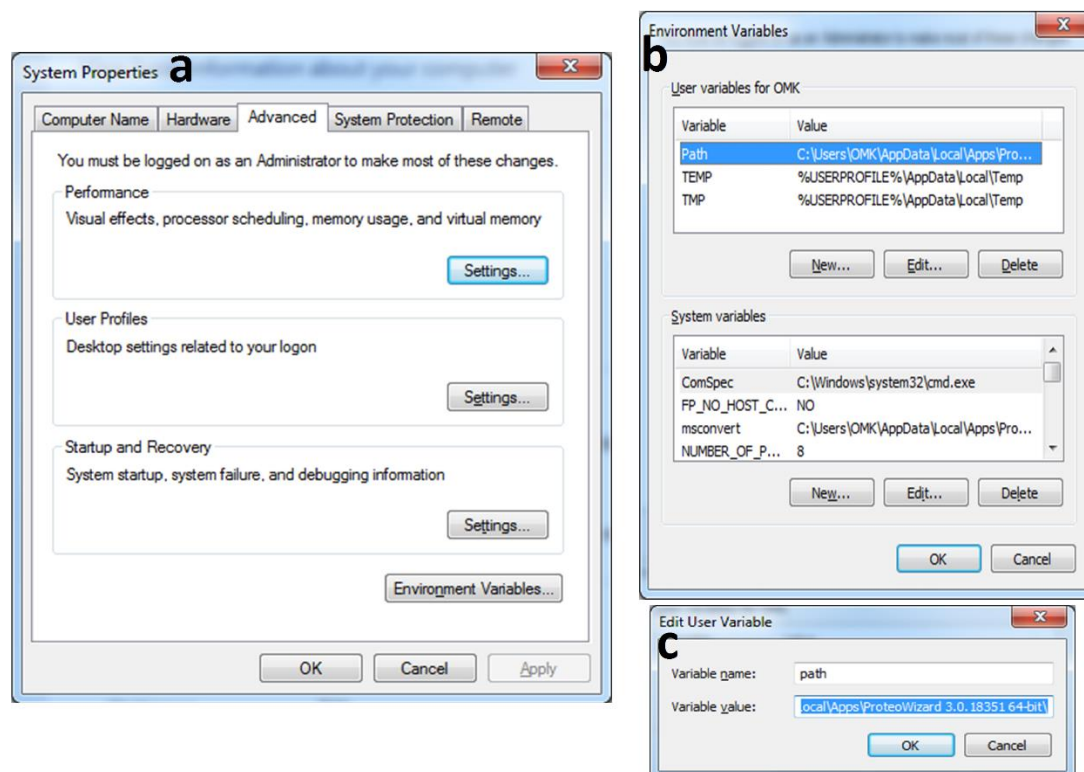 System Properties
a
Computer Name Hardware Advanced System Protection Remote
You must be logged on as an Administrator to make most of these changes.
Performance
Visual effects, processor scheduling, memory usage, and virtual memory
Settings...
User Profiles
Desktop settings related to your logon
Settings...
Startup and Recovery
System startup, system failure, and debugging information
Settings...
Environment Variables...
OK Cancel Apply
Environment Variables
b
User variables for OMK
Variable Value
Path C:\Users\OMK\AppData\Local\Apps\Pro...
TEMP %USERPROFILE%\AppData\Local\Temp
TMP %USERPROFILE%\AppData\Local\Temp
New... Edit... Delete
System variables
Variable Value
ComSpec C:\Windows\system32\cmd.exe
FP_NO_HOST_C... NO
msconvert C:\Users\OMK\AppData\Local\Apps\Pro...
NUMBER_OF_P... 8
New... Edit... Delete
OK Cancel
Edit User Variable
c
Variable name: path
Variable value: ocal\Apps\ProteoWizard 3.0.18351 64-bit\
OK Cancel